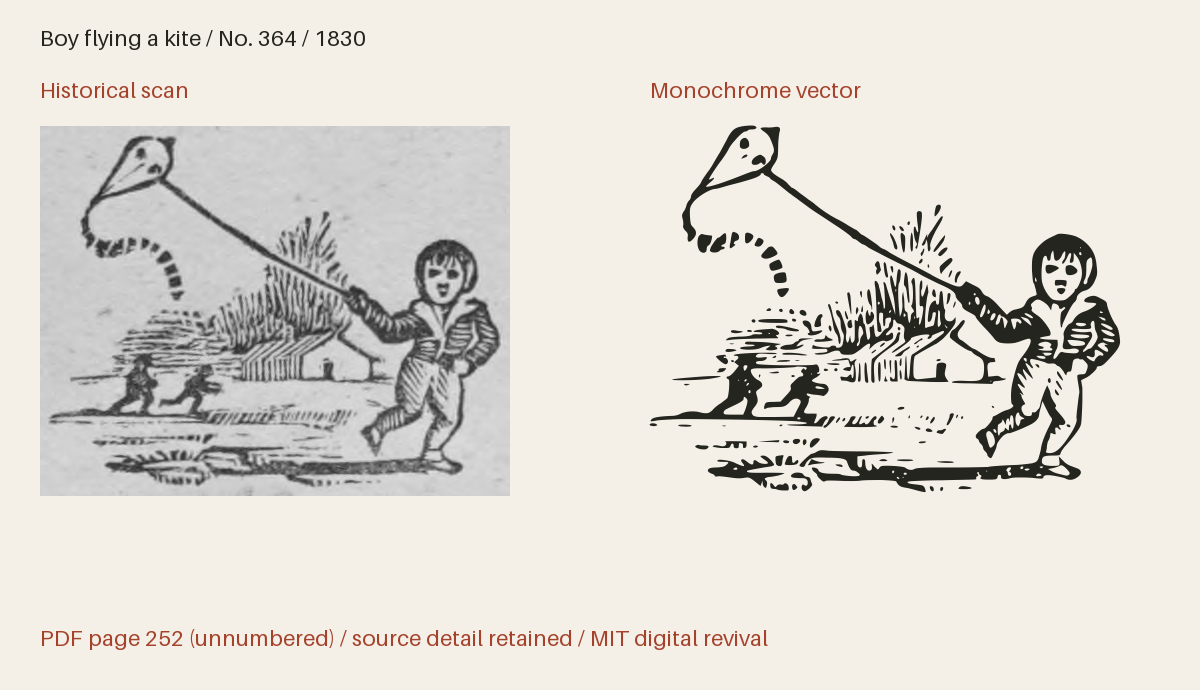 Boy flying a kite / No. 364 / 1830
Historical scan
Monochrome vector
PDF page 252 (unnumbered) / source detail retained / MIT digital revival